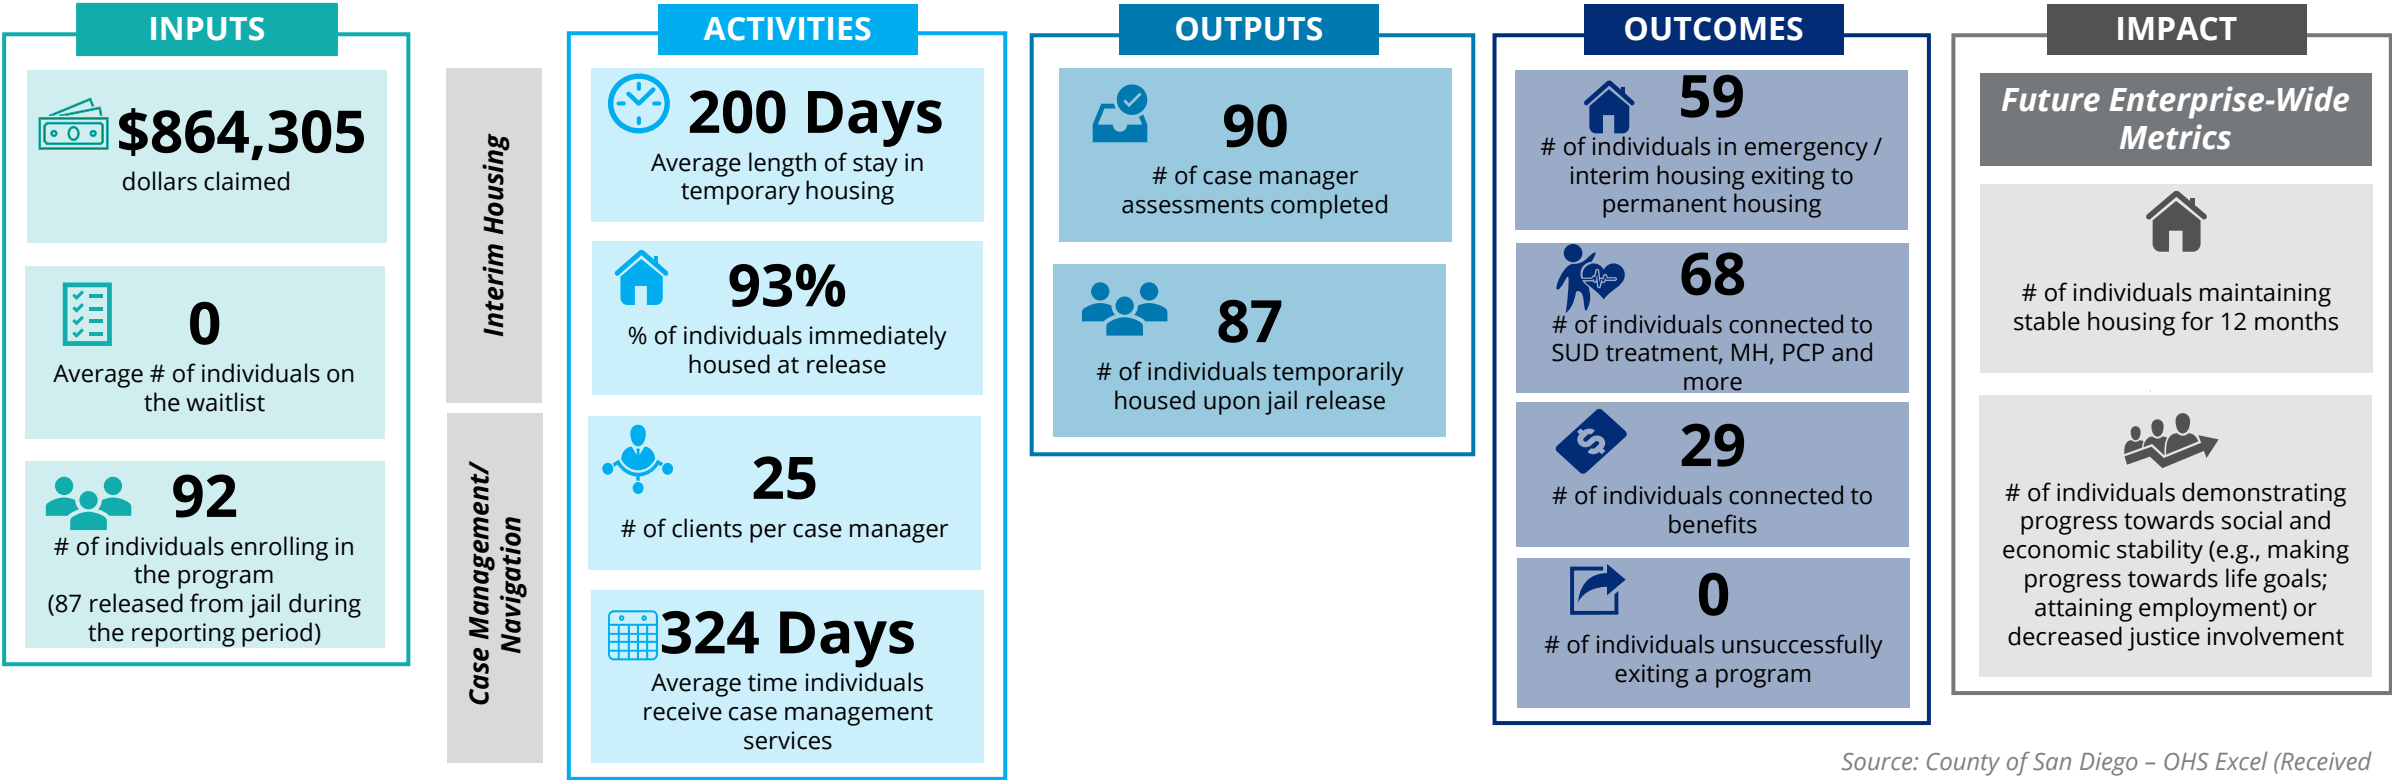 INPUTS
$864,305
dollars claimed
0
Average # of individuals on
the waitlist
92
# of individuals enrolling in
the program
(87 released from jail during
the reporting period)
Interim Housing
Case Management/
Navigation
ACTIVITIES
200 Days
Average length of stay in
temporary housing
93%
% of individuals immediately
housed at release
25
# of clients per case manager
324 Days
Average time individuals
receive case management
services
OUTPUTS
90
# of case manager
assessments completed
87
# of individuals temporarily
housed upon jail release
OUTCOMES
59
# of individuals in emergency /
interim housing exiting to
permanent housing
68
# of individuals connected to
SUD treatment, MH, PCP and
more
29
# of individuals connected to
benefits
0
# of individuals unsuccessfully
exiting a program
IMPACT
Future Enterprise-Wide
Metrics
# of individuals maintaining
stable housing for 12 months
# of individuals demonstrating
progress towards social and
economic stability (e.g., making
progress towards life goals;
attaining employment) or
decreased justice involvement
Source: County of San Diego – OHS Excel (Received